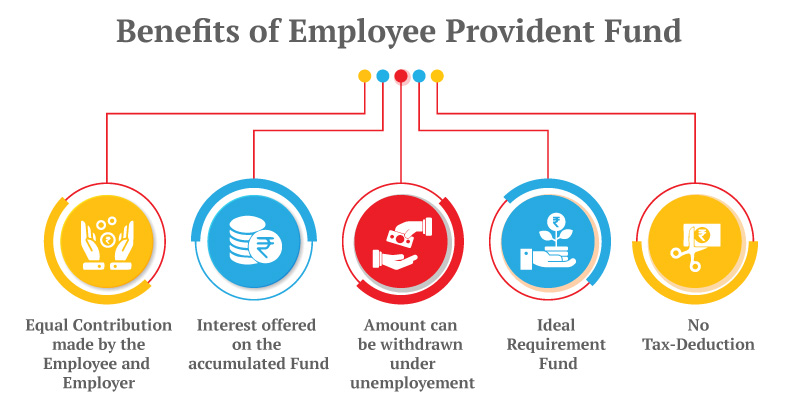 Benefits of Employee Provident Fund
Equal Contribution
made by the
Employee and
Employer
Interest offered
on the
accumulated Fund
Amount can
be withdrawn
under
unemployement
Ideal
Requirement
Fund
No
Tax-Deduction